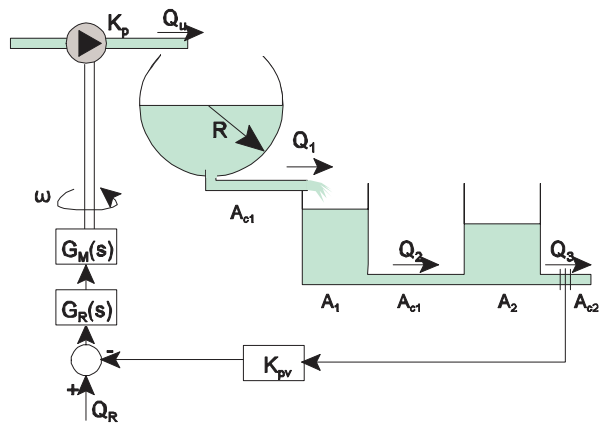 Kp
Qu
R
Q1
Ac1
ω
GM(s)
Q2
Q3
A1
Ac1
A2
Ac2
GR(s)
-
Kpv
+
QR